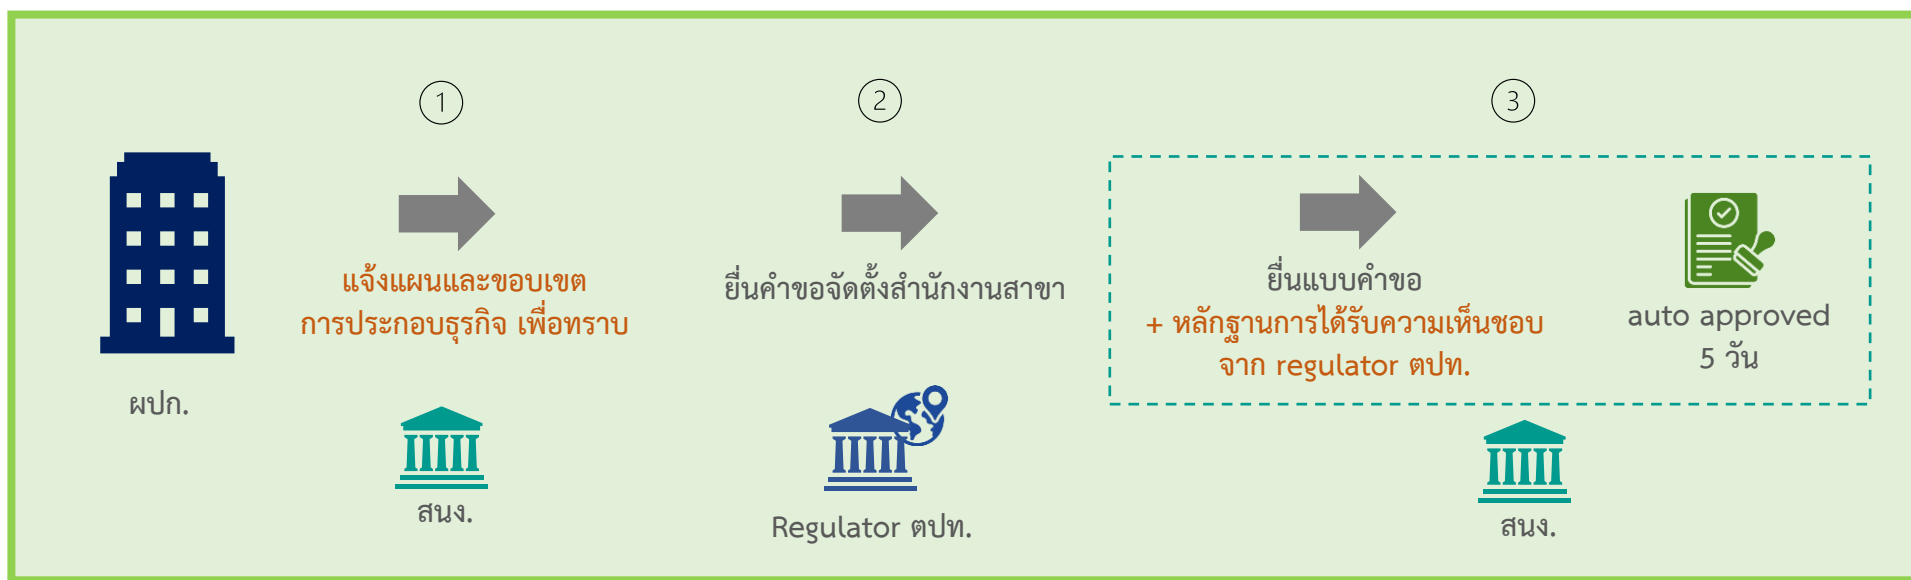 1
2
3
ผปก.
แจ้งแผนและขอบเขต
การประกอบธุรกิจ เพื่อทราบ
สนง.
ยื่นคำขอจัดตั้งสำนักงานสาขา
Regulator ตปท.
ยื่นแบบคำขอ
+ หลักฐานการได้รับความเห็นชอบ
จาก regulator ตปท.
auto approved
5 วัน
สนง.